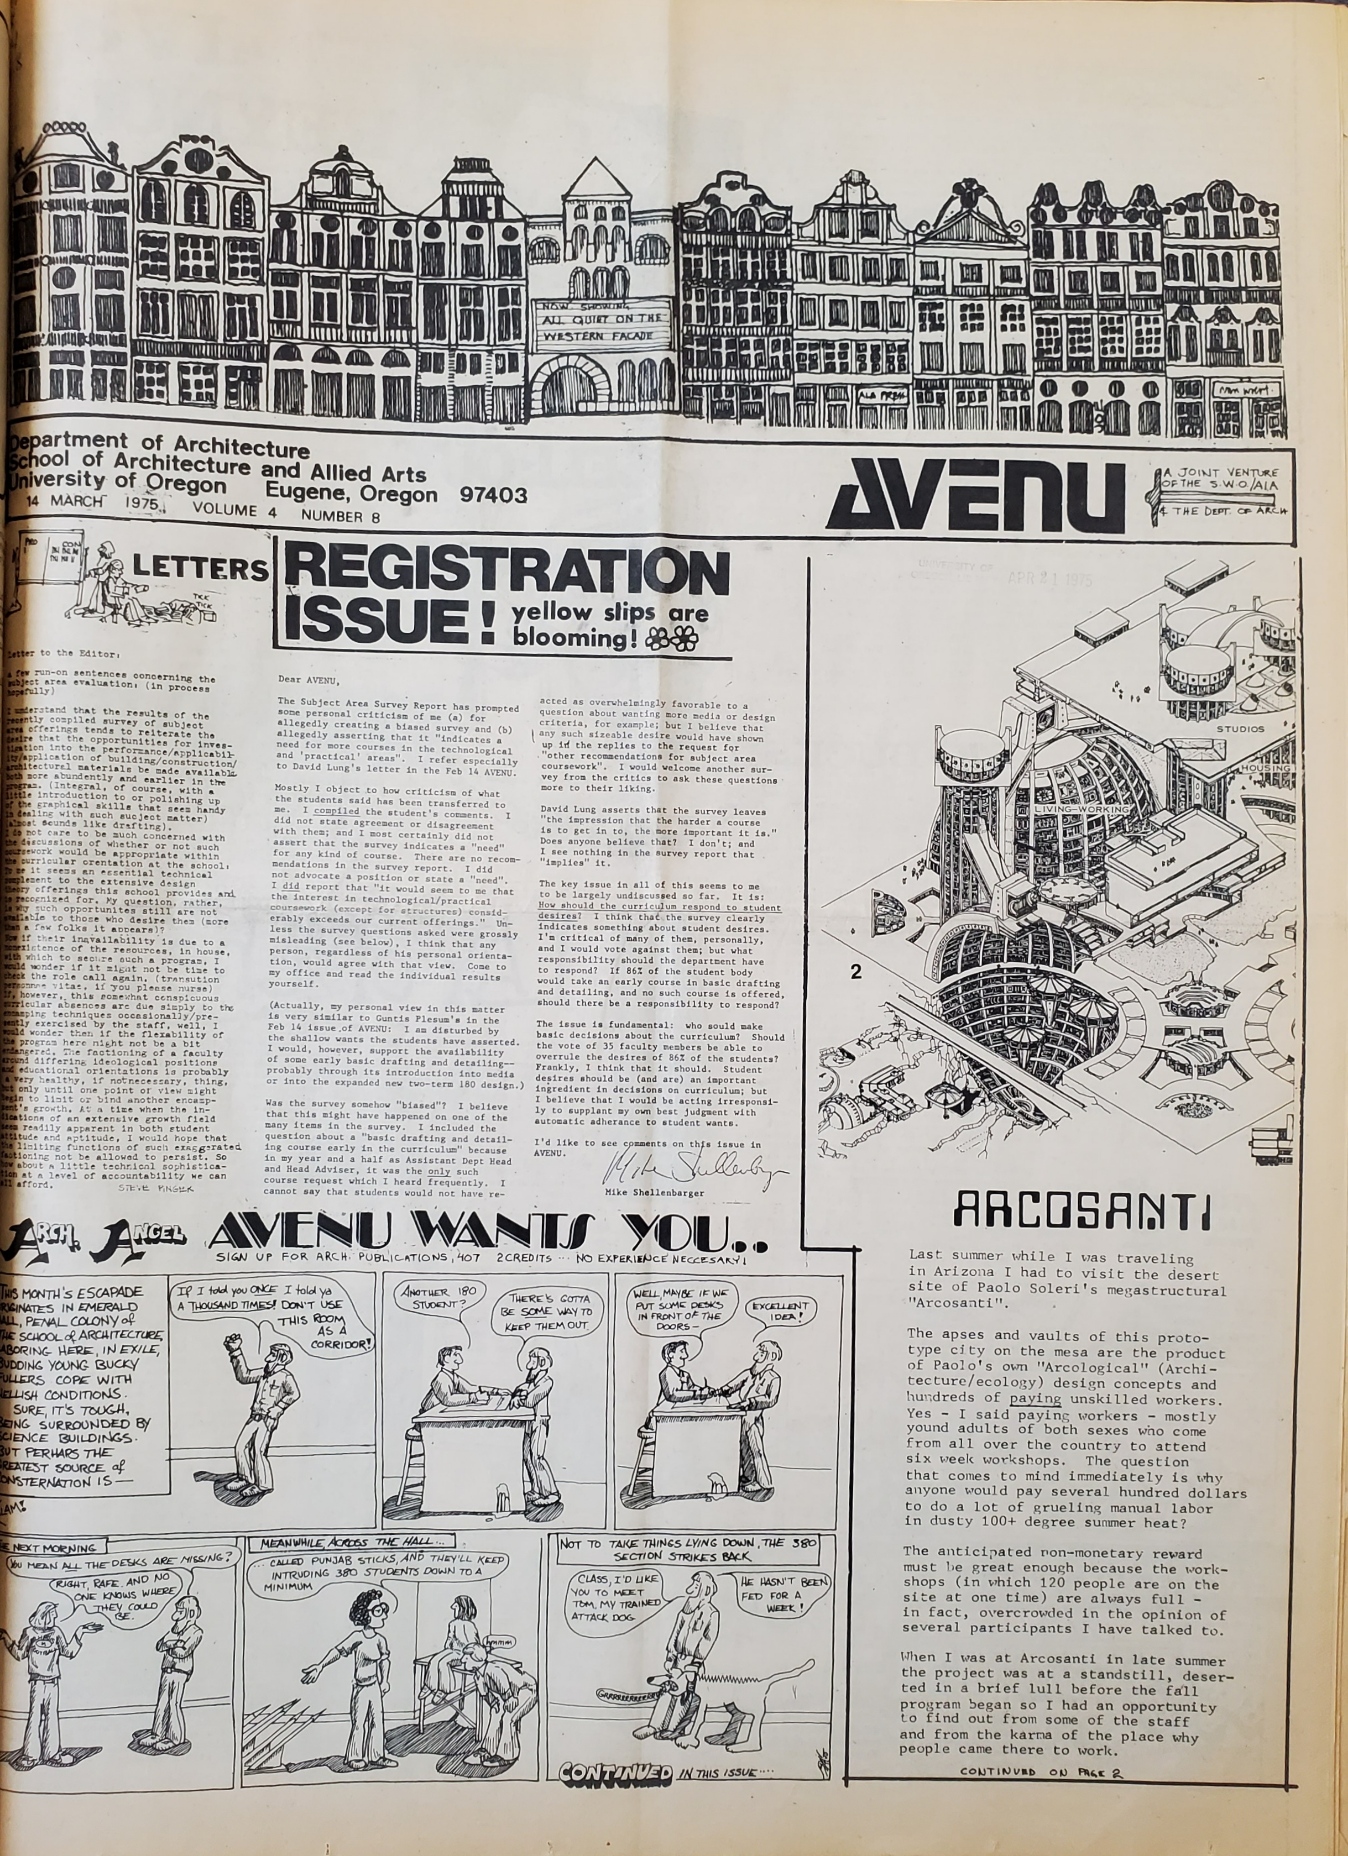 NOW SHOWING
ALL QUIET ON THE
WESTERN FACADE
Department of Architecture
School of Architecture and Allied Arts
University of Oregon Eugene, Oregon 97403
14 MARCH 1975, VOLUME 4 NUMBER 8
AVENU
A JOINT VENTURE
OF THE S.W.O/ALA
& THE DEPT. OF ARCH
PRO CON
TICK
TICK
LETTERS
Letter to the Editor:
a few run-on sentences concerning the
subject area evaluation: (in process
hopefully)
I understand that the results of the
recently compiled survey of subject
area offerings tends to reiterate the
desire that the opportunities for inves-
tigation into the performance/applicabil-
ity/application of building/construction/
architectural materials be made available
both more abundently and earlier in the
program. (Integral, of course, with a
little introduction to or polishing up
of the graphical skills that seem handy
in dealing with such sucject matter)
(almost sounds like drafting).
I do not care to be much concerned with
the discussions of whether or not such
coursework would be appropriate within
the curricular orentation at the school:
To me it seems an essential technical
complement to the extensive design
theory offerings this school provides and
is recognized for. My question, rather,
is why such opportunites still are not
available to those who desire them (more
than a few folks it appears)?
Now if their inavailability is due to a
nonexistence of the resources, in house,
with which to secure such a program, I
would wonder if it might not be time to
check the role call again, (transition
personnae vitae, if you please nurse)
If, however, this somewhat conspicuous
curricular absences are due simply to the
encamping techniques occasionally/pre-
sently exercised by the staff, well, I
would wonder then if the flexability of
the program here might not be a bit
endangered. The factioning of a faculty
around differing ideological positions
and educational orientations is probably
a very healthy, if notnecessary, thing,
but only until one point of view might
begin to limit or bind another encamp-
ment's growth. At a time when the in-
dications of an extensive growth field
seem readily apparent in both student
attitude and aptitude, I would hope that
the limiting functions of such exaggerated
factioning not be allowed to persist. So
how about a little technical sophistica-
tion at a level of accountability we can
all afford.
STEVE
REGISTRATION
ISSUE! yellow slips are
blooming!
Dear AVENU,
The Subject Area Survey Report has prompted
some personal criticism of me (a) for
allegedly creating a biased survey and (b)
allegedly asserting that it "indicates a
need for more courses in the technological
and 'practical' areas". I refer especially
to David Lung's letter in the Feb 14 AVENU.
Mostly I object to how criticism of what
the students said has been transferred to
me. I compiled the student's comments. I
did not state agreement or disagreement
with them; and I most certainly did not
assert that the survey indicates a "need"
for any kind of course. There are no recom-
mendations in the survey report. I did
not advocate a position or state a "need".
I did report that "it would seem to me that
the interest in technological/practical
coursework (except for structures) consid-
erably exceeds our current offerings." Un-
less the survey questions asked were grossly
misleading (see below), I think that any
person, regardless of his personal orienta-
tion, would agree with that view. Come to
my office and read the individual results
yourself.
(Actually, my personal view in this matter
is very similar to Guntis Plesum's in the
Feb 14 issue of AVENU: I am disturbed by
the shallow wants the students have asserted.
I would, however, support the availability
of some early basic drafting and detailing-
probably through its introduction into media
or into the expanded new two-term 180 design.)
Was the survey somehow "biased"? I believe
that this might have happened on one of the
many items in the survey. I included the
question about a "basic drafting and detail-
ing course early in the curriculum" because
in my year and a half as Assistant Dept Head
and Head Adviser, it was the only such
course request which I heard frequently. I
cannot say that students would not have re-
acted as overwhelmingly favorable to a
question about wanting more media or design
criteria, for example; but I believe that
any such sizeable desire would have shown
up in the replies to the request for
"other recommendations for subject area
coursework". I would welcome another sur-
vey from the critics to ask these questions
more to their liking.
David Lung asserts that the survey leaves
"the impression that the harder a course
is to get in to, the more important it is."
Does anyone believe that? I don't; and
I see nothing in the survey report that
"implies" it.
The key issue in all of this seems to me
to be largely undiscussed so far. It is:
How should the curriculum respond to student
desires? I think that the survey clearly
indicates something about student desires.
I'm critical of many of them, personally,
and I would vote against them; but what
responsibility should the department have
to respond? If 86% of the student body
would take an early course in basic drafting
and detailing, and no such course is offered,
should there be a responsibility to respond?
The issue is fundamental: who should make
basic decisions about the curriculum? Should
the vote of 35 faculty members be able to
overrule the desires of 86% of the students?
Frankly, I think that it should. Student
desires should be (and are) an important
ingredient in decisions on curriculum; but
I believe that I would be acting irresponsi-
ly to supplant my own best judgment with
automatic adherance to student wants.
I'd like to see comments on this issue in
AVENU.
Mike Shellenbarger
Mike Shellenbarger
UNIVERSITY OF
APR 21 1975
STUDIOS
HOUSING
LIVING-WORKING
2
ARCOSANTI
Last summer while I was traveling
in Arizona I had to visit the desert
site of Paolo Soleri's megastructural
"Arcosanti".
The apses and vaults of this proto-
type city on the mesa are the product
of Paolo's own "Arcological" (Archi-
tecture/ecology) design concepts and
hundreds of paying unskilled workers.
Yes - I said paying workers - mostly
young adults of both sexes who come
from all over the country to attend
six week workshops. The question
that comes to mind immediately is why
anyone would pay several hundred dollars
to do a lot of grueling manual labor
in dusty 100+ degree summer heat?
The anticipated non-monetary reward
must be great enough because the work-
shops (in which 120 people are on the
site at one time) are always full -
in fact, overcrowded in the opinion of
several participants I have talked to.
When I was at Arcosanti in late summer
the project was at a standstill, deser-
ted in a brief lull before the fall
program began so I had an opportunity
to find out from some of the staff
and from the karma of the place why
people came there to work.
CONTINUED ON PAGE 2
ARCH. ANGEL
AVENU WANTS YOU..
SIGN UP FOR ARCH. PUBLICATIONS, 407 2CREDITS ... NO EXPERIENCE NECCESARY!
THIS MONTH'S ESCAPADE
ORIGINATES IN EMERALD
HALL, PENAL COLONY of
THE SCHOOL of ARCHITECTURE,
LABORING HERE, IN EXILE,
BUDDING YOUNG BUCKY
FULLERS COPE WITH
HELLISH CONDITIONS.
SURE, IT'S TOUGH,
BEING SURROUNDED BY
SCIENCE BUILDINGS.
BUT PERHAPS THE
GREATEST SOURCE of
CONSTERNATION IS—
If I told you ONCE I told ya
A THOUSAND TIMES! DON'T USE
THIS ROOM
AS A
CORRIDOR!
ANOTHER 180
STUDENT?
THERE'S GOTTA
BE SOME WAY TO
KEEP THEM OUT.
WELL, MAYBE IF WE
PUT SOME DESKS
IN FRONT OF THE
DOORS-
EXCELLENT
IDEA!
THE NEXT MORNING
YOU MEAN ALL THE DESKS ARE MISSING?
RIGHT, RAFE. AND NO
ONE KNOWS WHERE
THEY COULD
BE.
MEANWHILE, ACROSS THE HALL...
... CALLED PUNJAB STICKS, AND THEY'LL KEEP
INTRUDING 380 STUDENTS DOWN TO A
MINIMUM
hmmm
NOT TO TAKE THINGS LYING DOWN, THE 380
SECTION STRIKES BACK
CLASS, I'D LIKE
YOU TO MEET
TOM, MY TRAINED
ATTACK DOG
HE HASN'T BEEN
FED FOR A
WEEK!
GRRRRRRRRRRRR
CONTINUED IN THIS ISSUE....